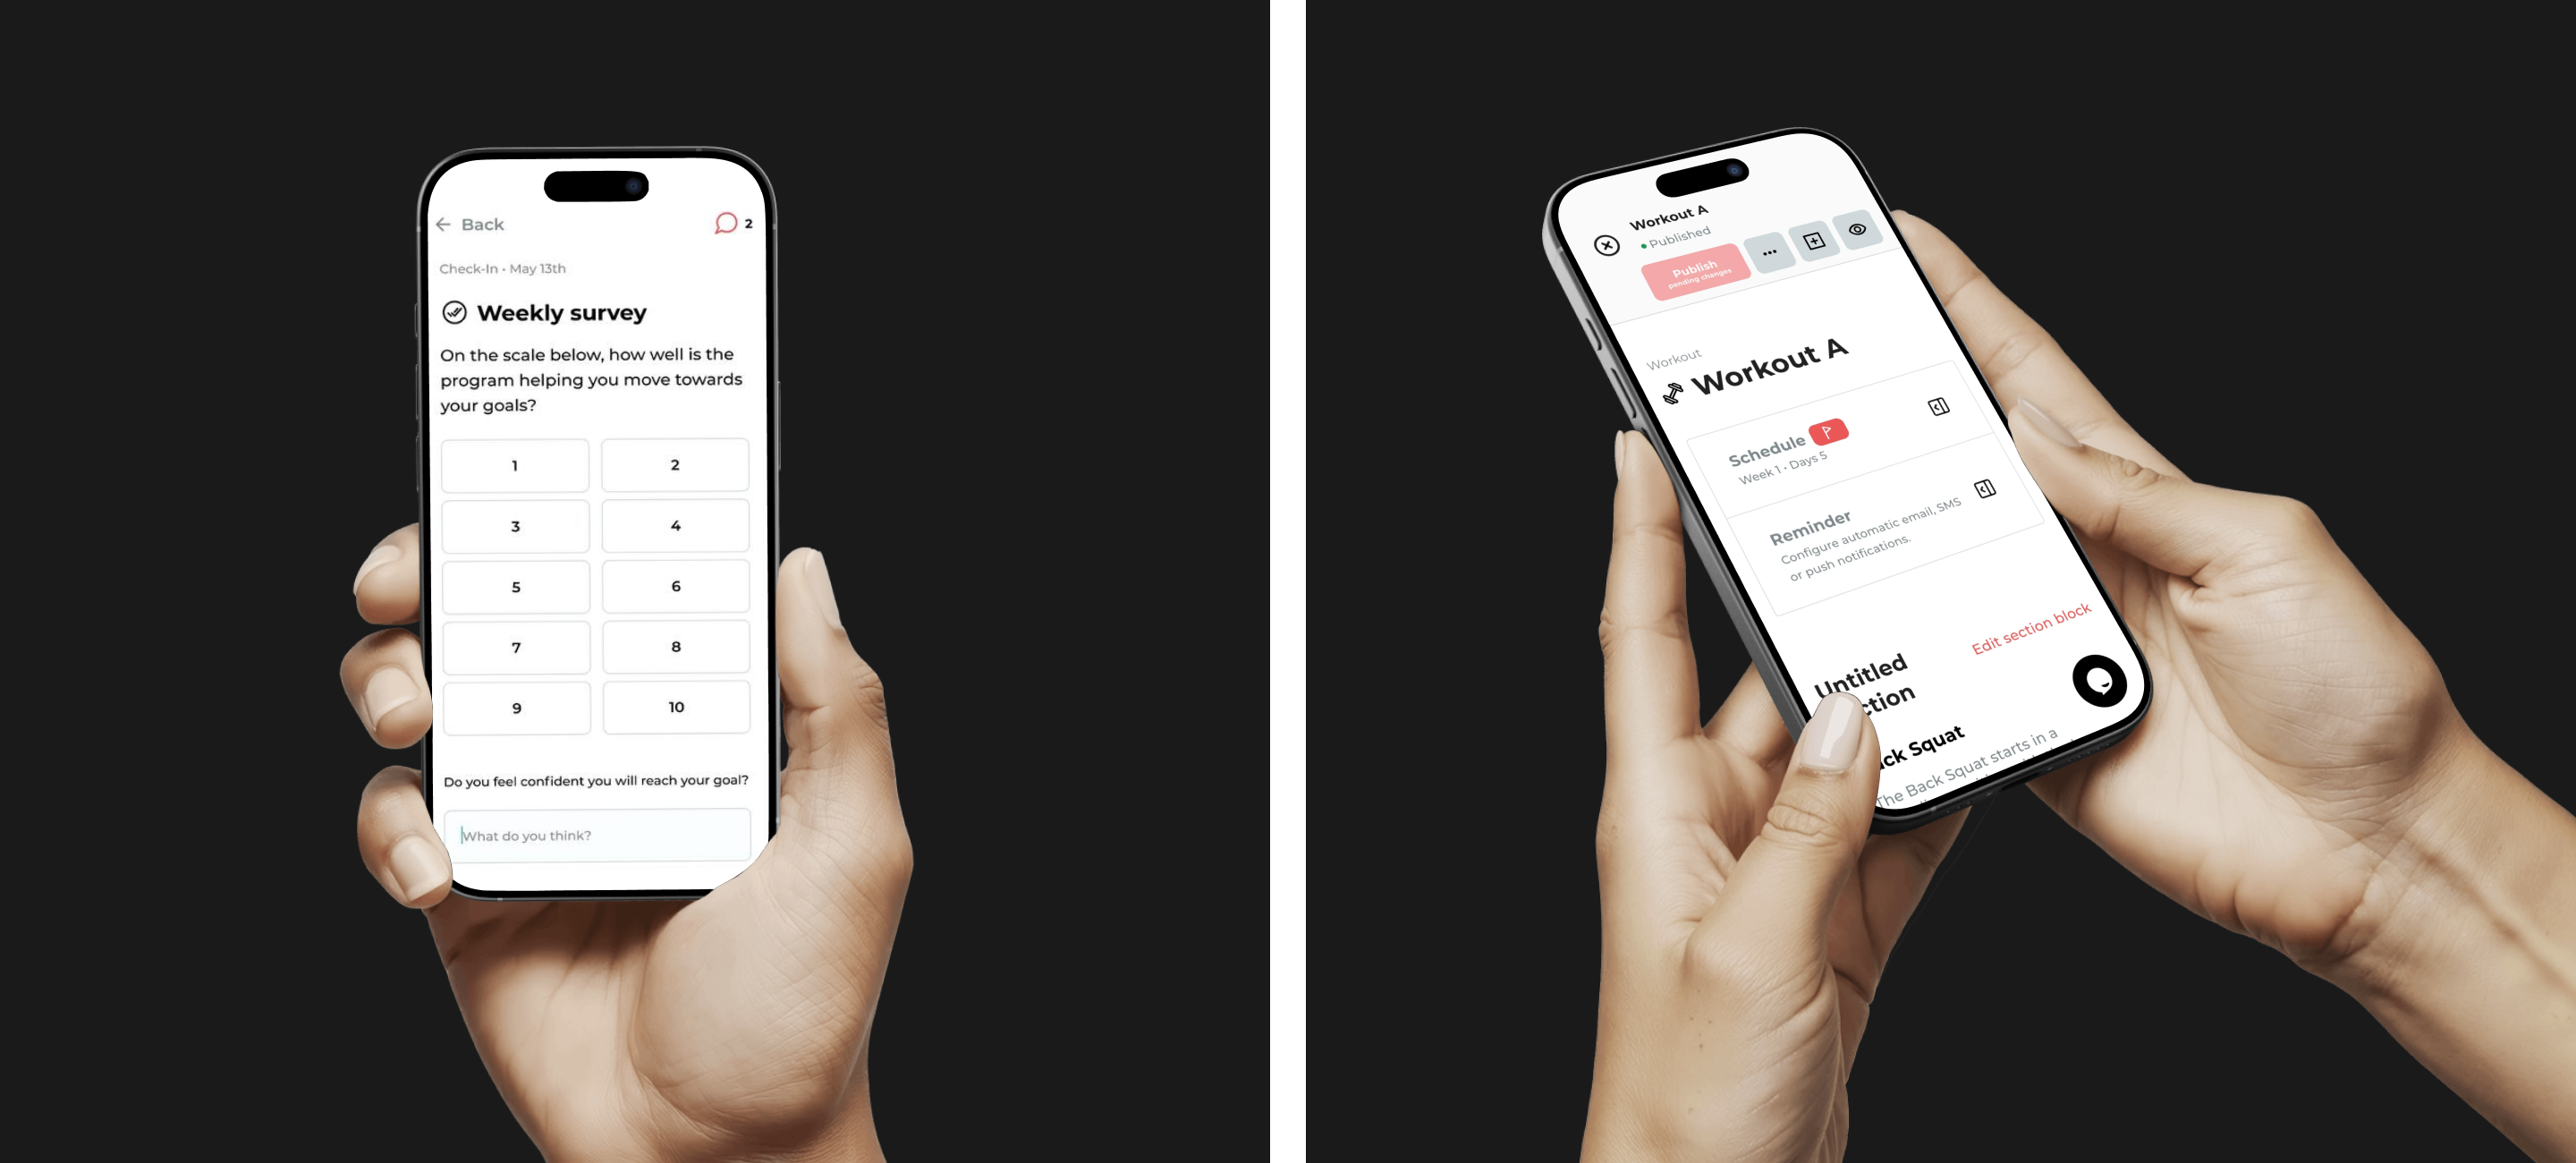 Back
2
Check-In • May 13th
Weekly survey
On the scale below, how well is the
program helping you move towards
your goals?
1
2
3
4
5
6
7
8
9
10
Do you feel confident you will reach your goal?
What do you think?
Workout A
Published
Publish
pending changes
Workout
Workout A
Schedule
Week 1 • Days 5
Reminder
Configure automatic email, SMS
or push notifications.
Edit section block
Untitled
ction
ck Squat
The Back Squat starts in a